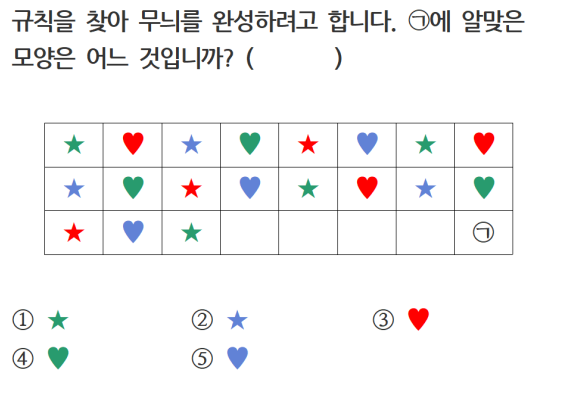 규칙을 찾아 무늬를 완성하려고 합니다. ㉠에 알맞은
모양은 어느 것입니까? (          )
㉠
① ★ ② ★ ③ ♥
④ ♥ ⑤ ♥